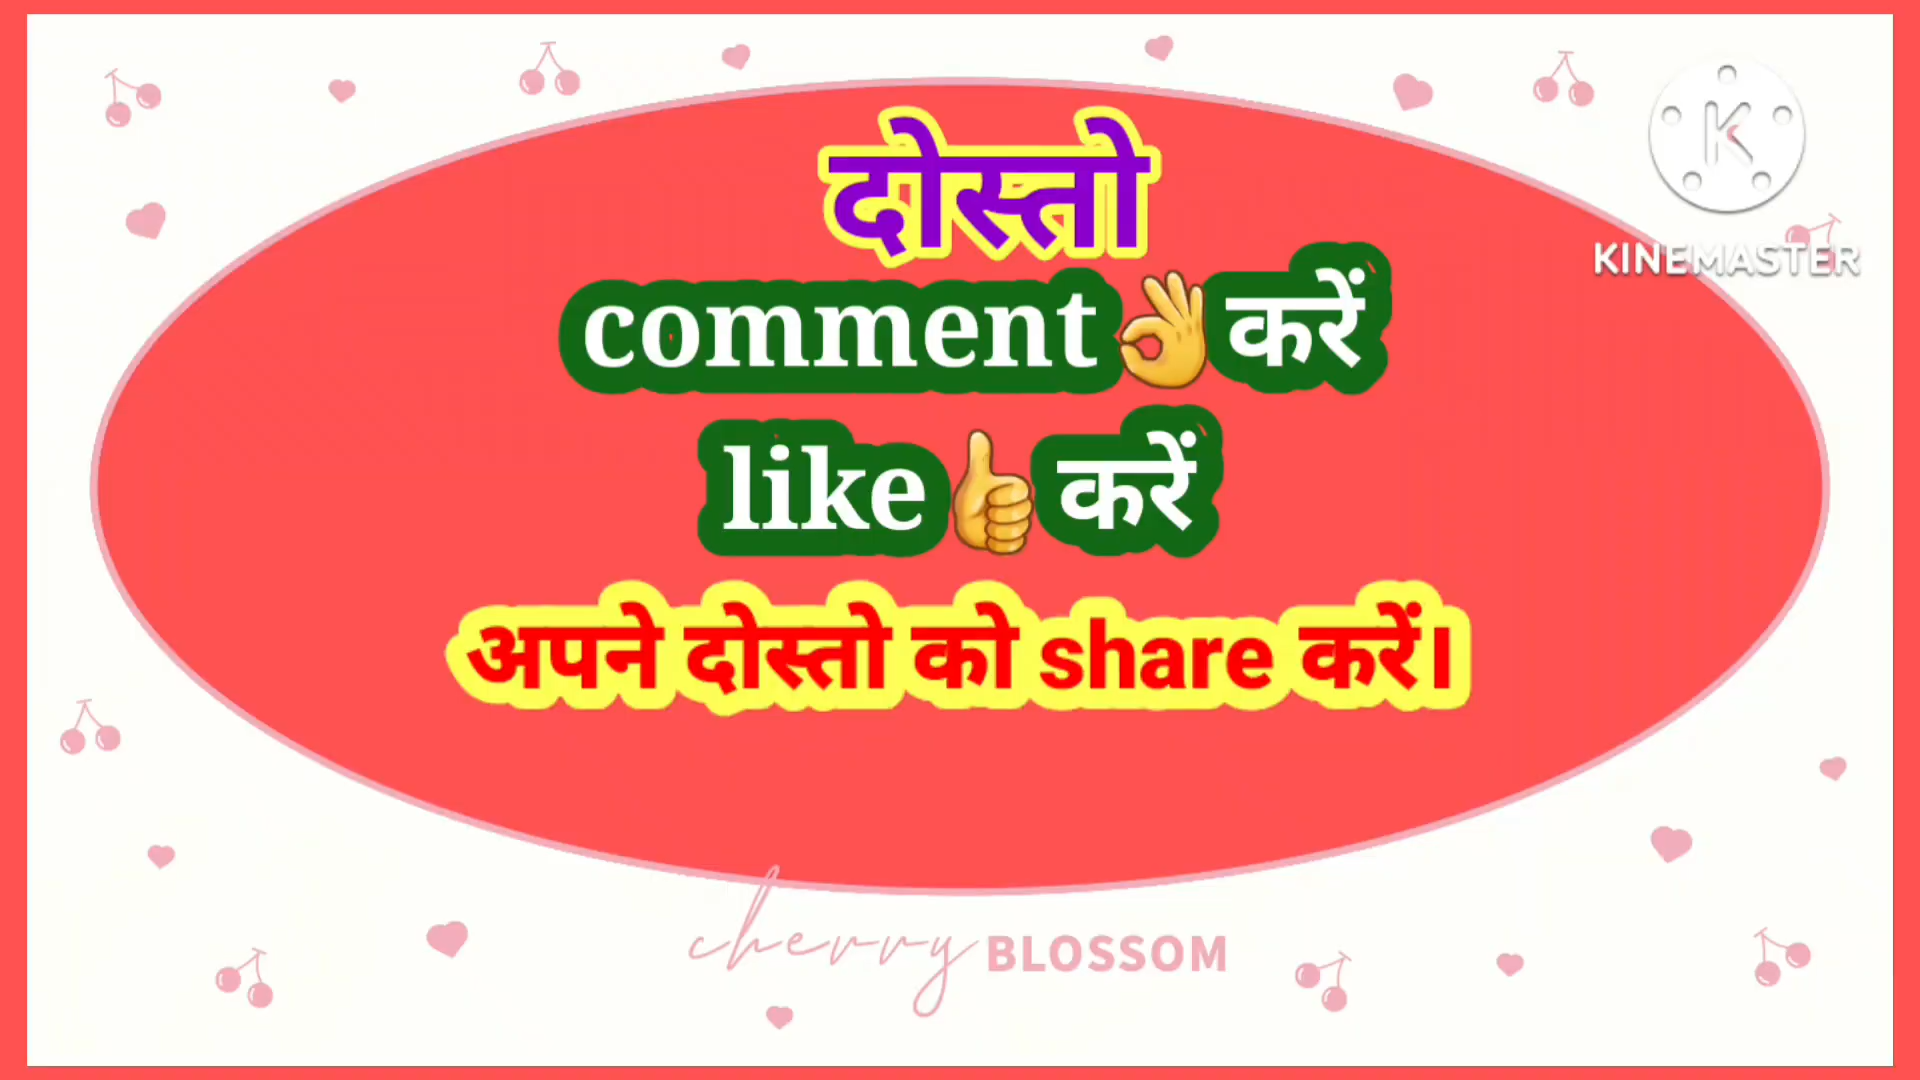 KINEMASTER
दोस्तो
comment👌करें
like👍करें
अपने दोस्तो को share करें।
cherry BLOSSOM